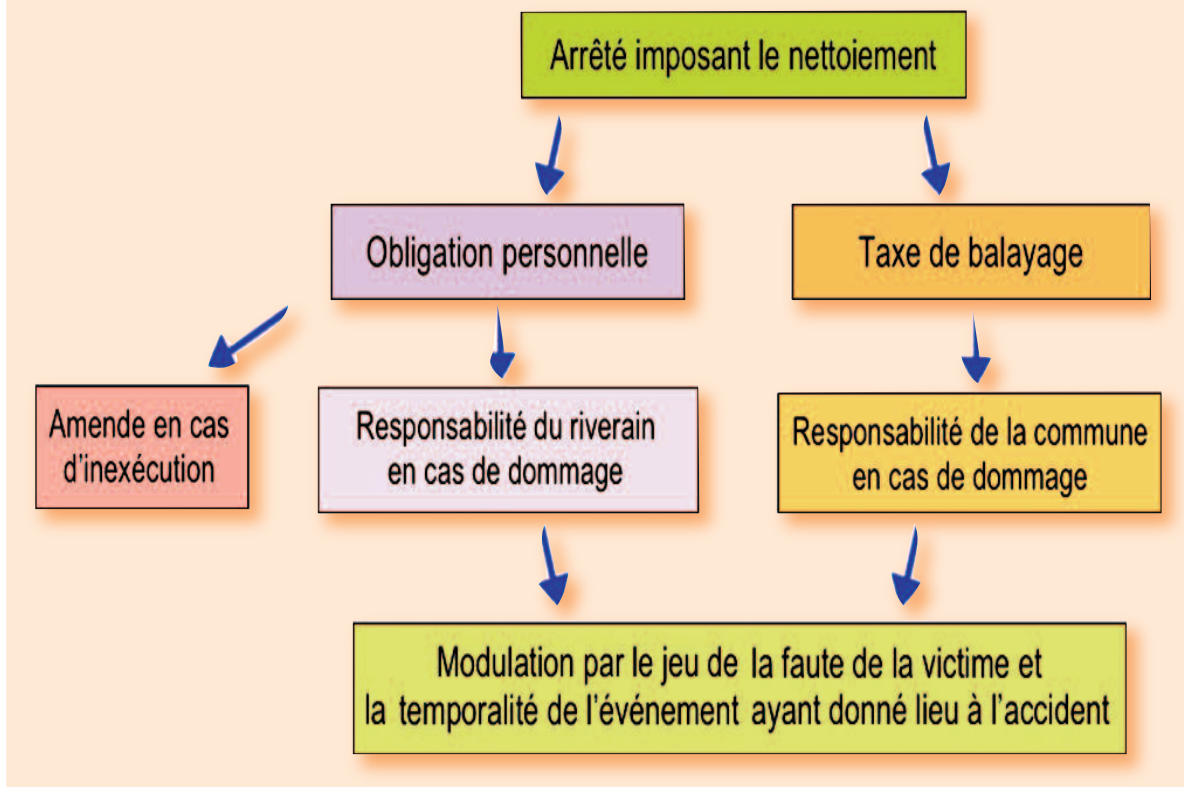 Arrêté imposant le nettoiement
Obligation personnelle
Taxe de balayage
Amende en cas
d'inexécution
Responsabilité du riverain
en cas de dommage
Responsabilité de la commune
en cas de dommage
Modulation par le jeu de la faute de la victime et
la temporalité de l'événement ayant donné lieu à l'accident